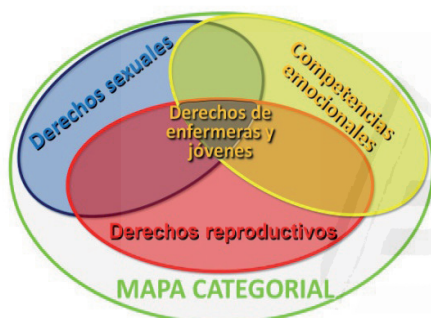 Derechos sexuales
Competencias
emocionales
Derechos de
enfermeras y
jóvenes
Derechos reproductivos
MAPA CATEGORIAL